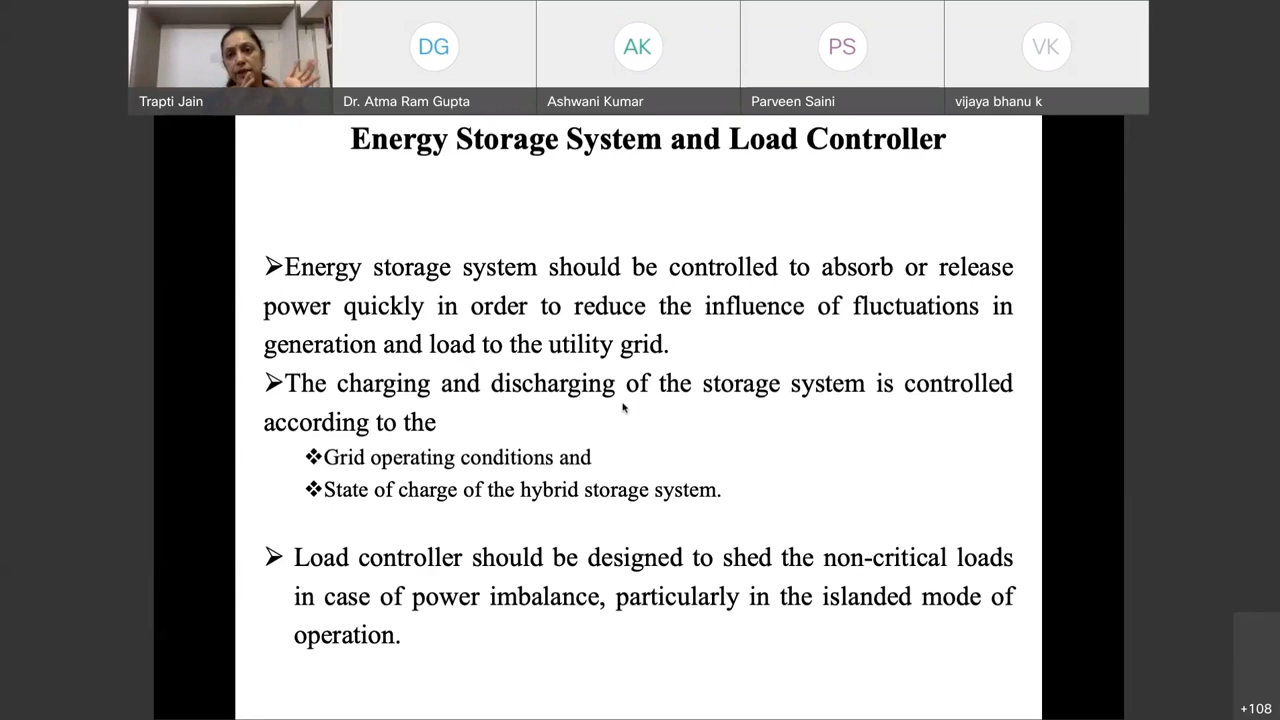 DG
AK
PS
VK
Trapti Jain
Dr. Atma Ram Gupta
Ashwani Kumar
Parveen Saini
vijaya bhanu k
Energy Storage System and Load Controller
➢Energy storage system should be controlled to absorb or release
power quickly in order to reduce the influence of fluctuations in
generation and load to the utility grid.
➢The charging and discharging of the storage system is controlled
according to the
❖Grid operating conditions and
❖State of charge of the hybrid storage system.
➢ Load controller should be designed to shed the non-critical loads
in case of power imbalance, particularly in the islanded mode of
operation.
+108